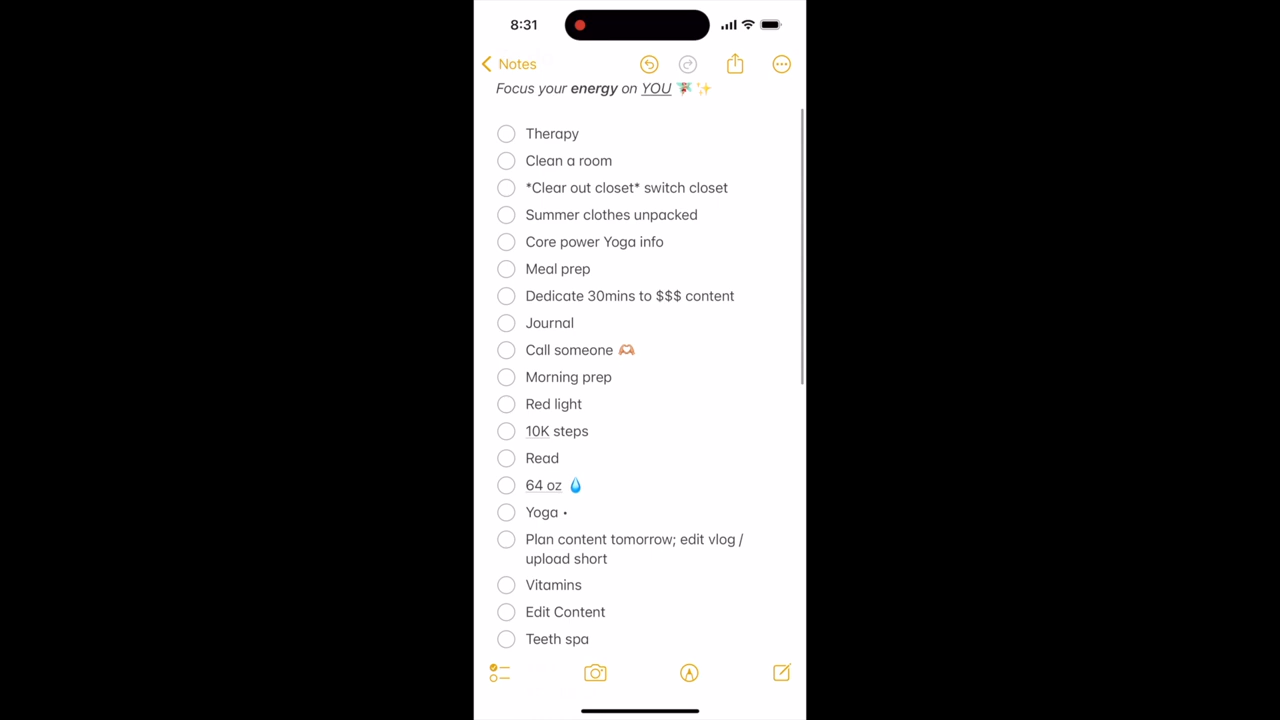 8:31
Notes
Focus your energy on YOU 🧚✨
Therapy
Clean a room
*Clear out closet* switch closet
Summer clothes unpacked
Core power Yoga info
Meal prep
Dedicate 30mins to $$$ content
Journal
Call someone 🫶🏼
Morning prep
Red light
10K steps
Read
64 oz 💧
Yoga •
Plan content tomorrow; edit vlog /
upload short
Vitamins
Edit Content
Teeth spa